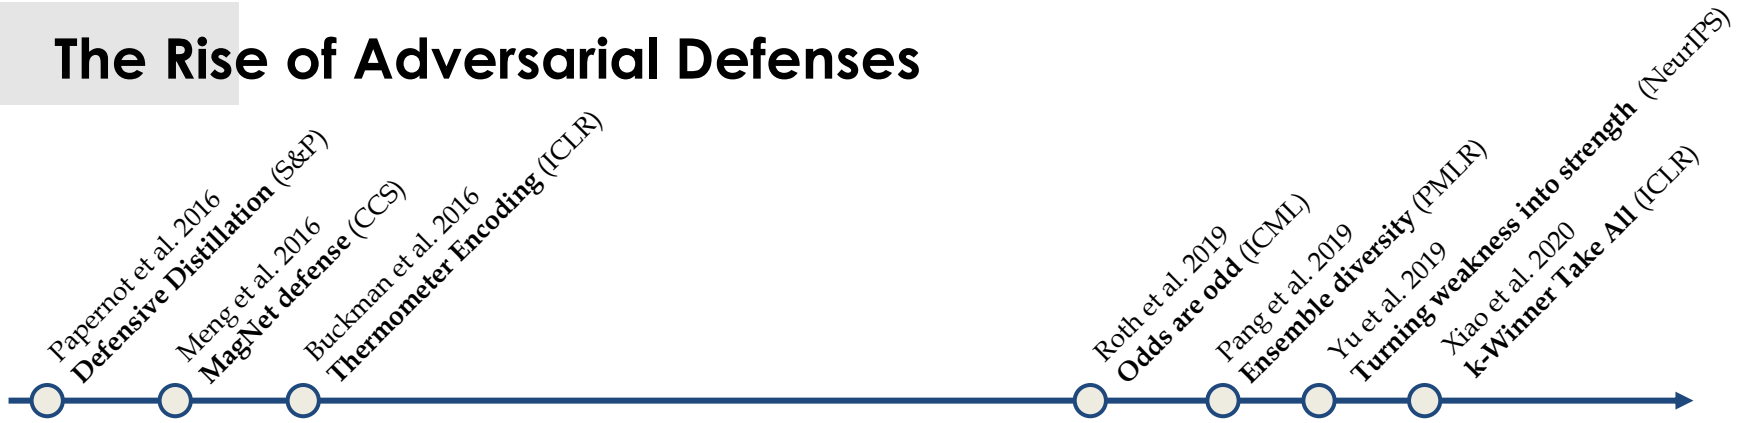 The Rise of Adversarial Defenses
Papernot et al. 2016
Defensive Distillation (S&P)
Meng et al. 2016
MagNet defense (CCS)
Buckman et al. 2016
Thermometer Encoding (ICLR)
Roth et al. 2019
Odds are odd (ICML)
Pang et al. 2019
Ensemble diversity (PMLR)
Yu et al. 2019
Turning weakness into strength (NeurIPS)
Xiao et al. 2020
k-Winner Take All (ICLR)